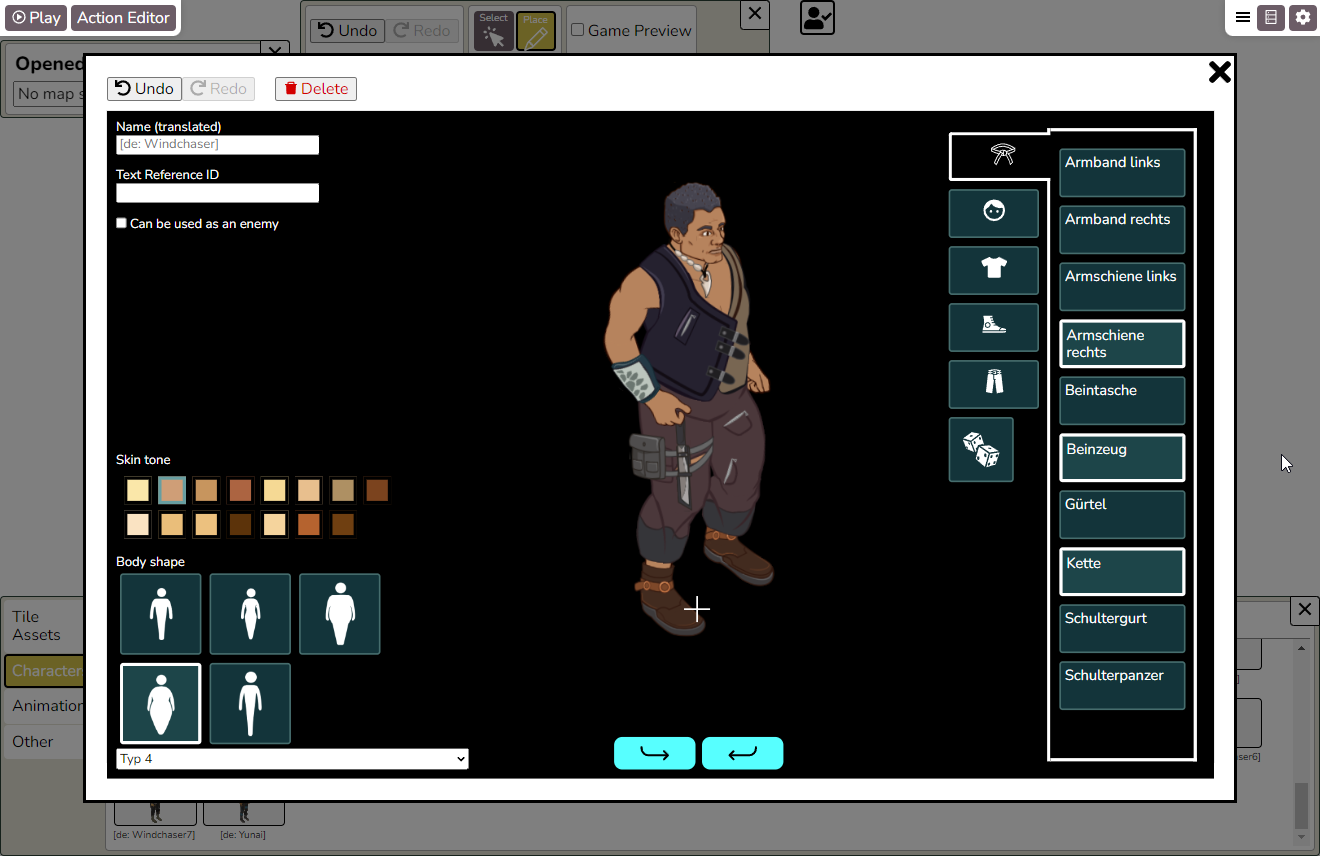 Play
Action Editor
Undo
Redo
Select
Place
Game Preview
Opened
No map s
Undo
Redo
Delete
Name (translated)
[de: Windchaser]
Text Reference ID
Can be used as an enemy
Armband links
Armband rechts
Armschiene links
Armschiene
rechts
Beintasche
Beinzeug
Gürtel
Kette
Schultergurt
Schulterpanzer
Skin tone
Body shape
Typ 4
Tile
Assets
Character
Animation
Other
[de: Windchaser7]
[de: Yunai]
ser6]